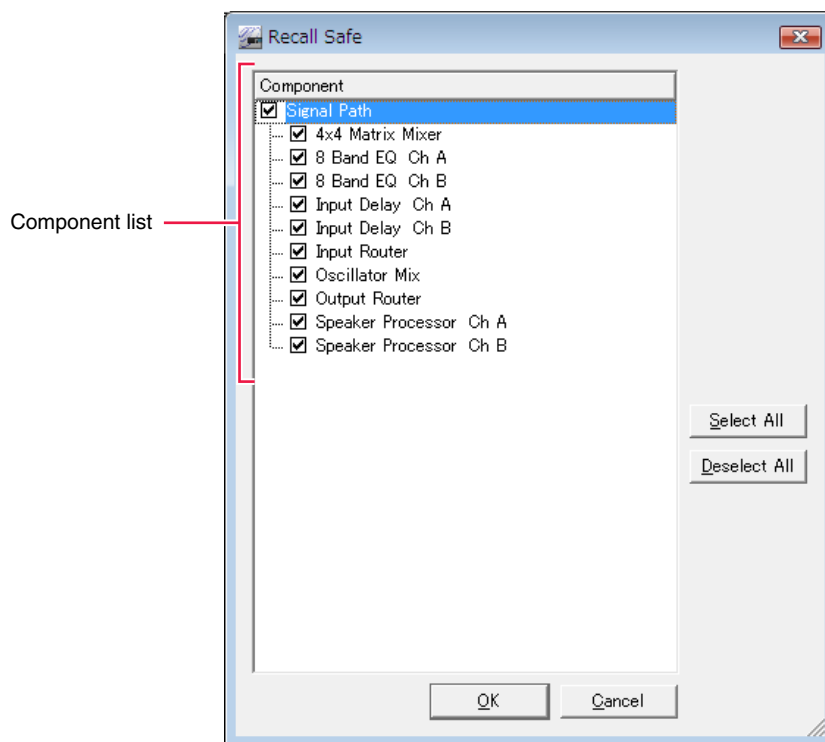 Recall Safe
Component
Signal Path
4x4 Matrix Mixer
8 Band EQ Ch A
8 Band EQ Ch B
Input Delay Ch A
Input Delay Ch B
Input Router
Oscillator Mix
Output Router
Speaker Processor Ch A
Speaker Processor Ch B
Component list
Select All
Deselect All
OK
Cancel